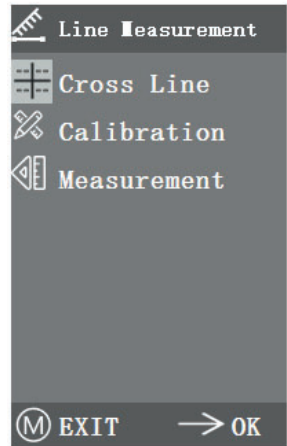 Line Measurement
Cross Line
Calibration
Measurement
M EXIT → OK